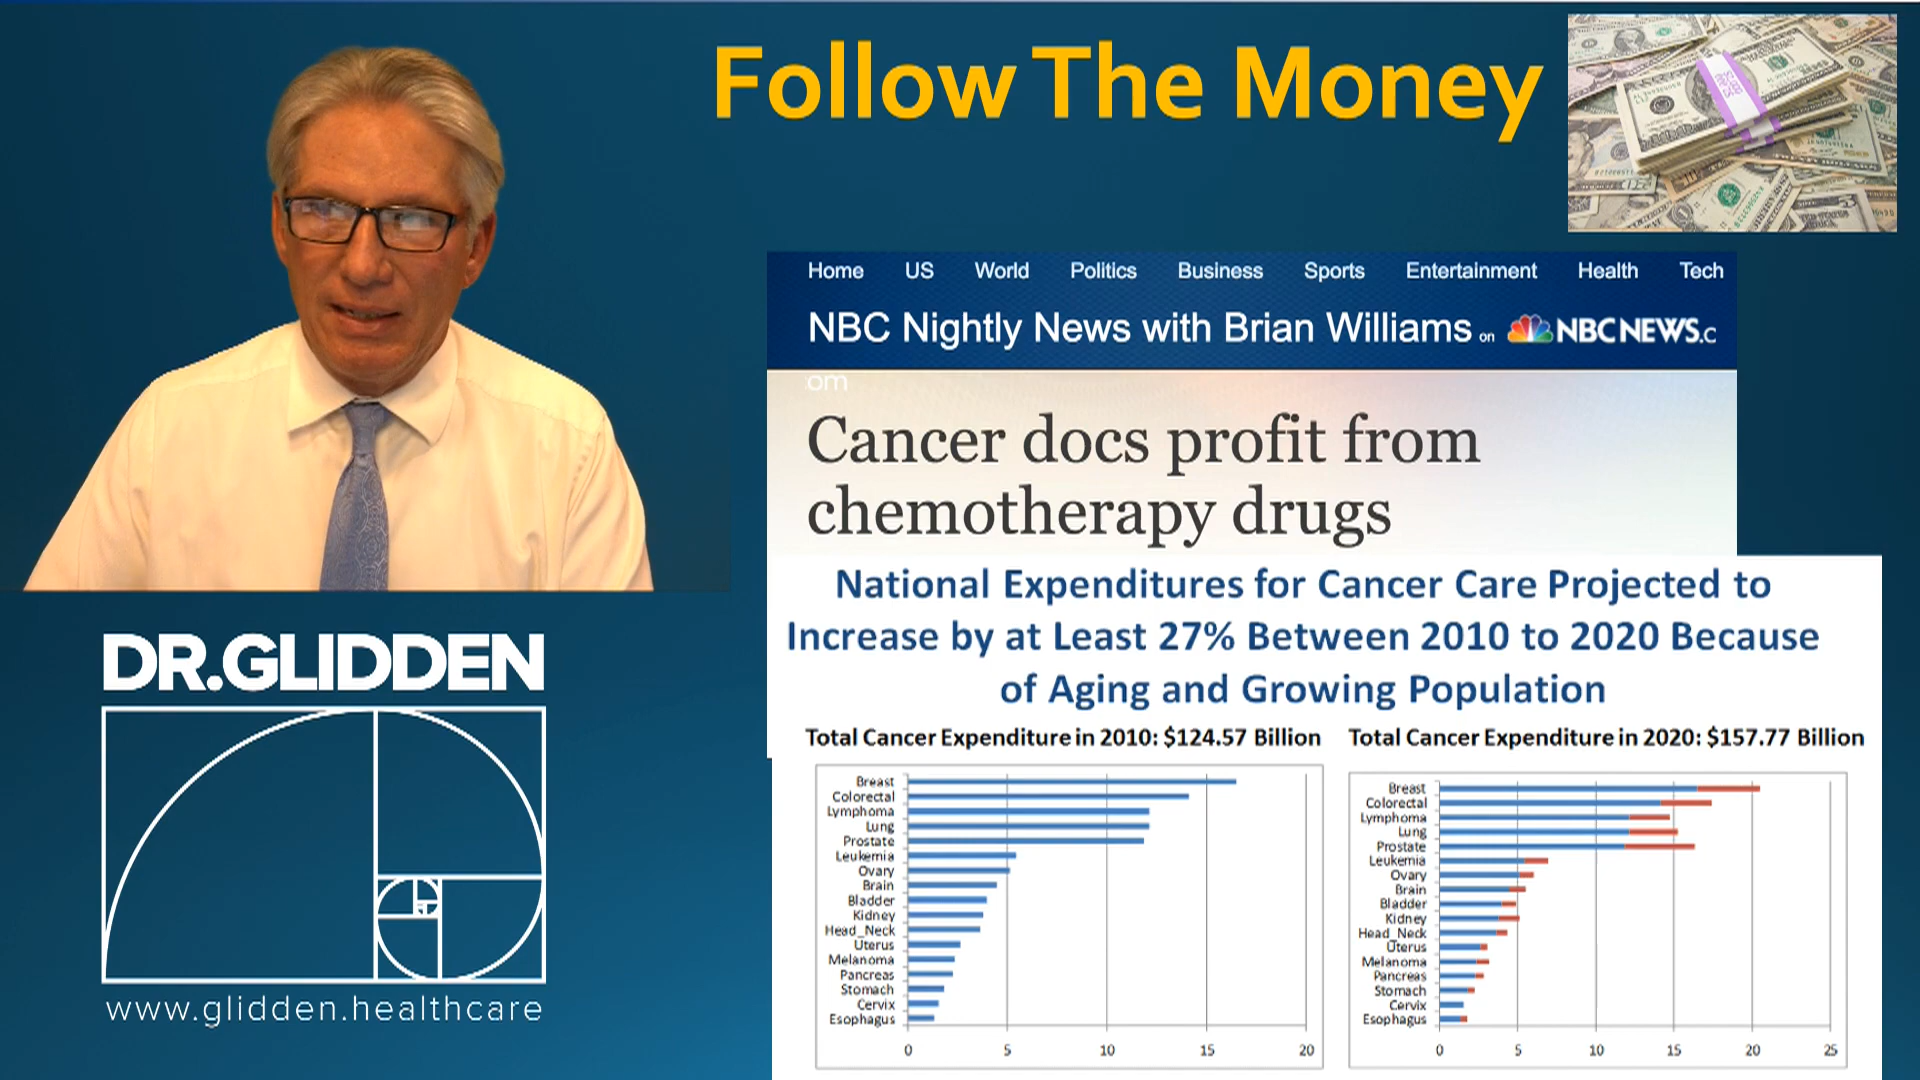 Follow The Money
Home US World Politics Business Sports Entertainment Health Tech
NBC Nightly News with Brian Williams on NBCNEWS.c
om
Cancer docs profit from
chemotherapy drugs
National Expenditures for Cancer Care Projected to
Increase by at Least 27% Between 2010 to 2020 Because
of Aging and Growing Population
Total Cancer Expenditure in 2010: $124.57 Billion
Breast
Colorectal
Lymphoma
Lung
Prostate
Leukemia
Ovary
Brain
Bladder
Kidney
Head_Neck
Uterus
Melanoma
Pancreas
Stomach
Cervix
Esophagus
0 5 10 15 20
Total Cancer Expenditure in 2020: $157.77 Billion
Breast
Colorectal
Lymphoma
Lung
Prostate
Leukemia
Ovary
Brain
Bladder
Kidney
Head_Neck
Uterus
Melanoma
Pancreas
Stomach
Cervix
Esophagus
0 5 10 15 20 25
DR.GLIDDEN
www.glidden.healthcare